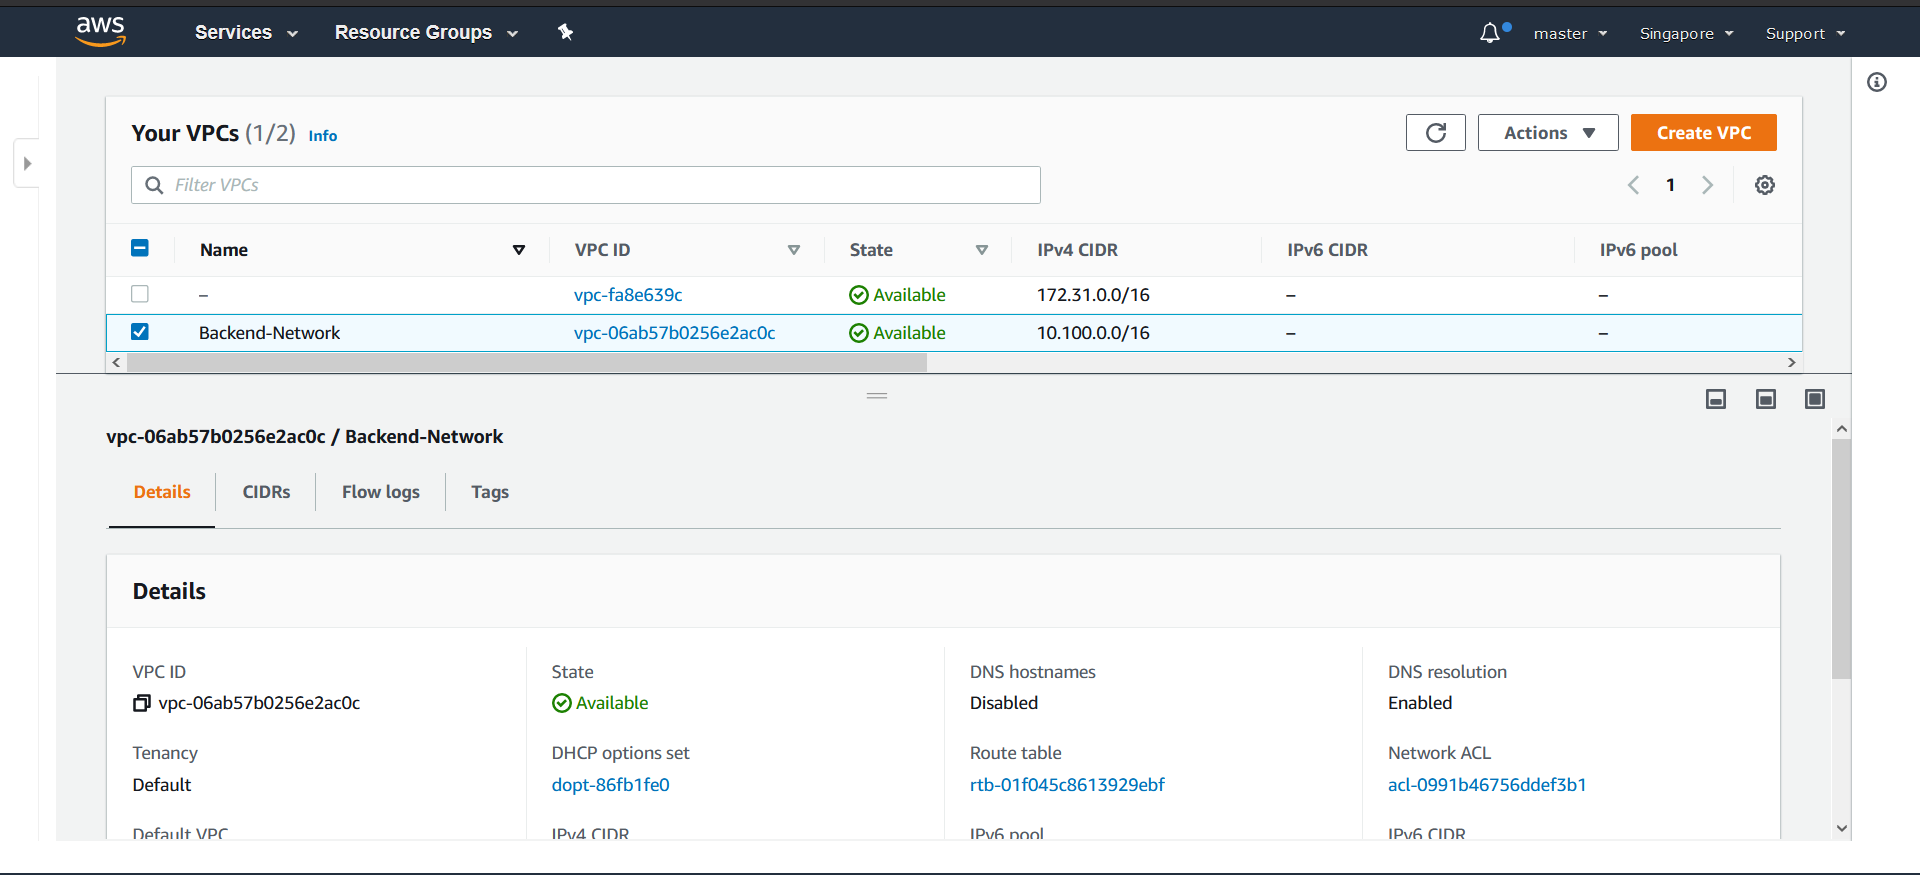 aws Services Resource Groups master Singapore Support
Your VPCs (1/2) Info Actions Create VPC
Filter VPCs 1
Name VPC ID State IPv4 CIDR IPv6 CIDR IPv6 pool
– vpc-fa8e639c Available 172.31.0.0/16 – –
Backend-Network vpc-06ab57b0256e2ac0c Available 10.100.0.0/16 – –
vpc-06ab57b0256e2ac0c / Backend-Network
Details CIDRs Flow logs Tags
Details
VPC ID State DNS hostnames DNS resolution
vpc-06ab57b0256e2ac0c Available Disabled Enabled
Tenancy DHCP options set Route table Network ACL
Default dopt-86fb1fe0 rtb-01f045c8613929ebf acl-0991b46756ddef3b1
Default VPC IPv4 CIDR IPv6 pool IPv6 CIDR